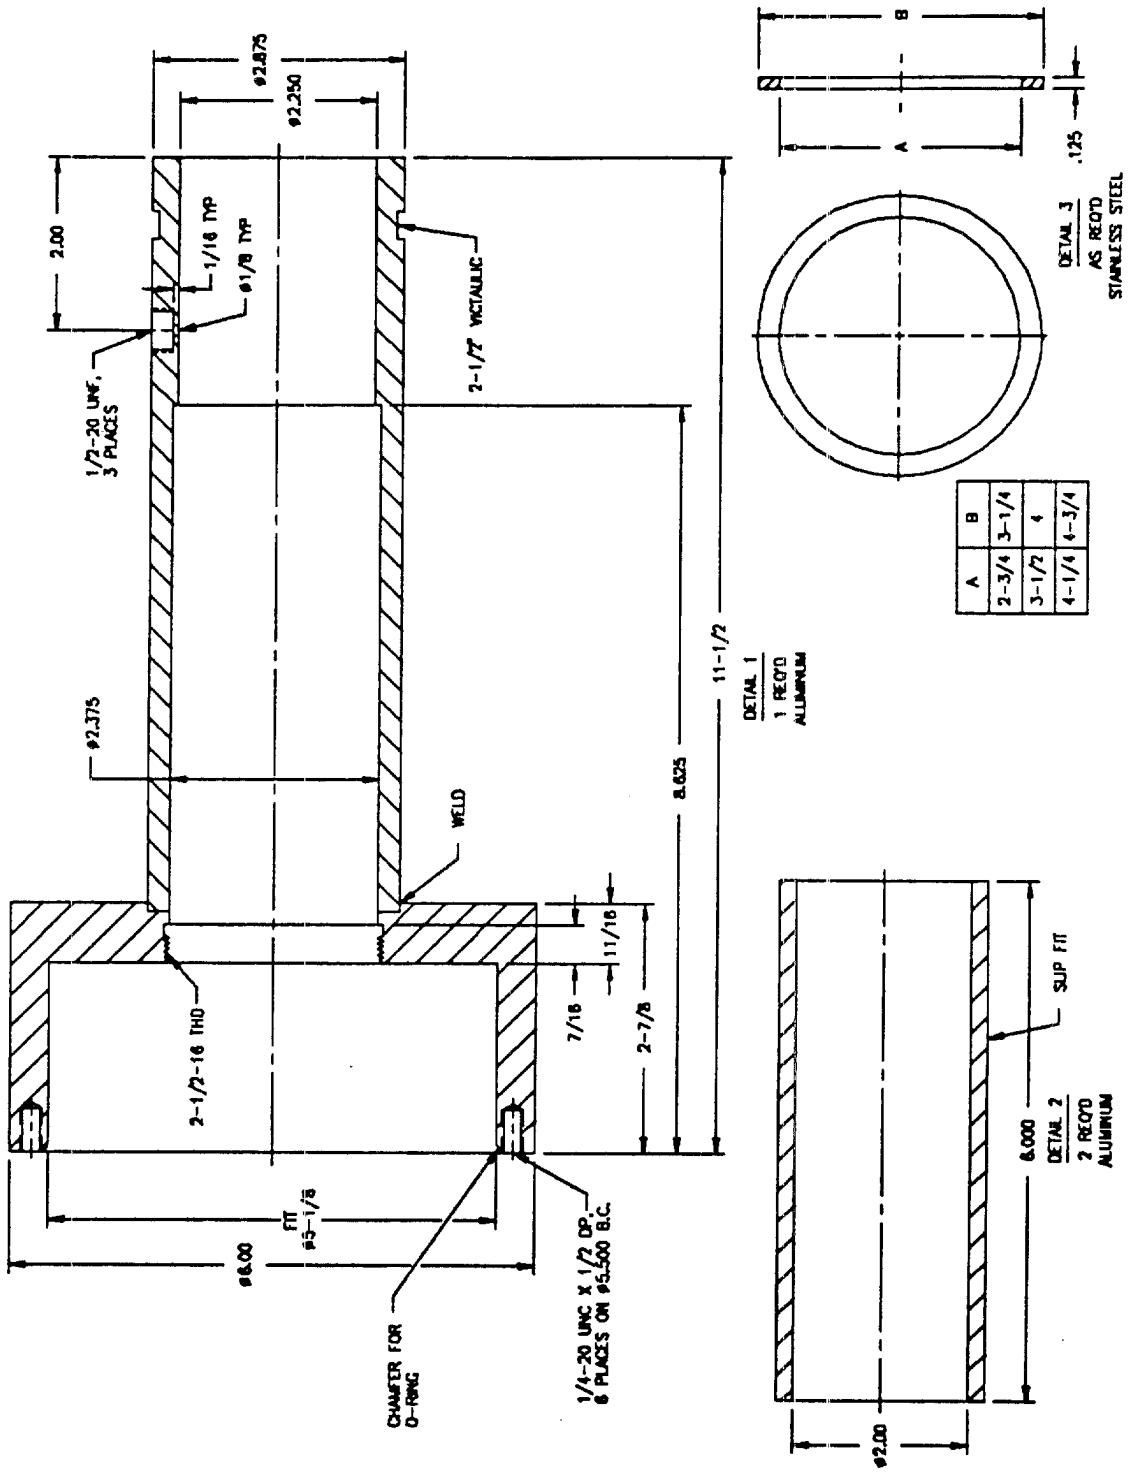 ø2.875
ø2.250
2.00
1/16 TYP
ø1/8 TYP
1/2-20 UNF,
3 PLACES
2-1/2" VICTAULIC
ø2.375
WELD
8.625
11-1/2
DETAIL 1
1 REQ'D
ALUMINUM
2-1/2-16 THD
7/16
11/16
2-7/8
FIT
ø5-1/8
ø6.00
CHAMFER FOR
O-RING
1/4-20 UNC X 1/2 DP.
6 PLACES ON ø5.500 B.C.
B
A
.125
DETAIL 3
AS REQ'D
STAINLESS STEEL
A B
2-3/4 3-1/4
3-1/2 4
4-1/4 4-3/4
SLIP FIT
6.000
DETAIL 2
2 REQ'D
ALUMINUM
ø2.00